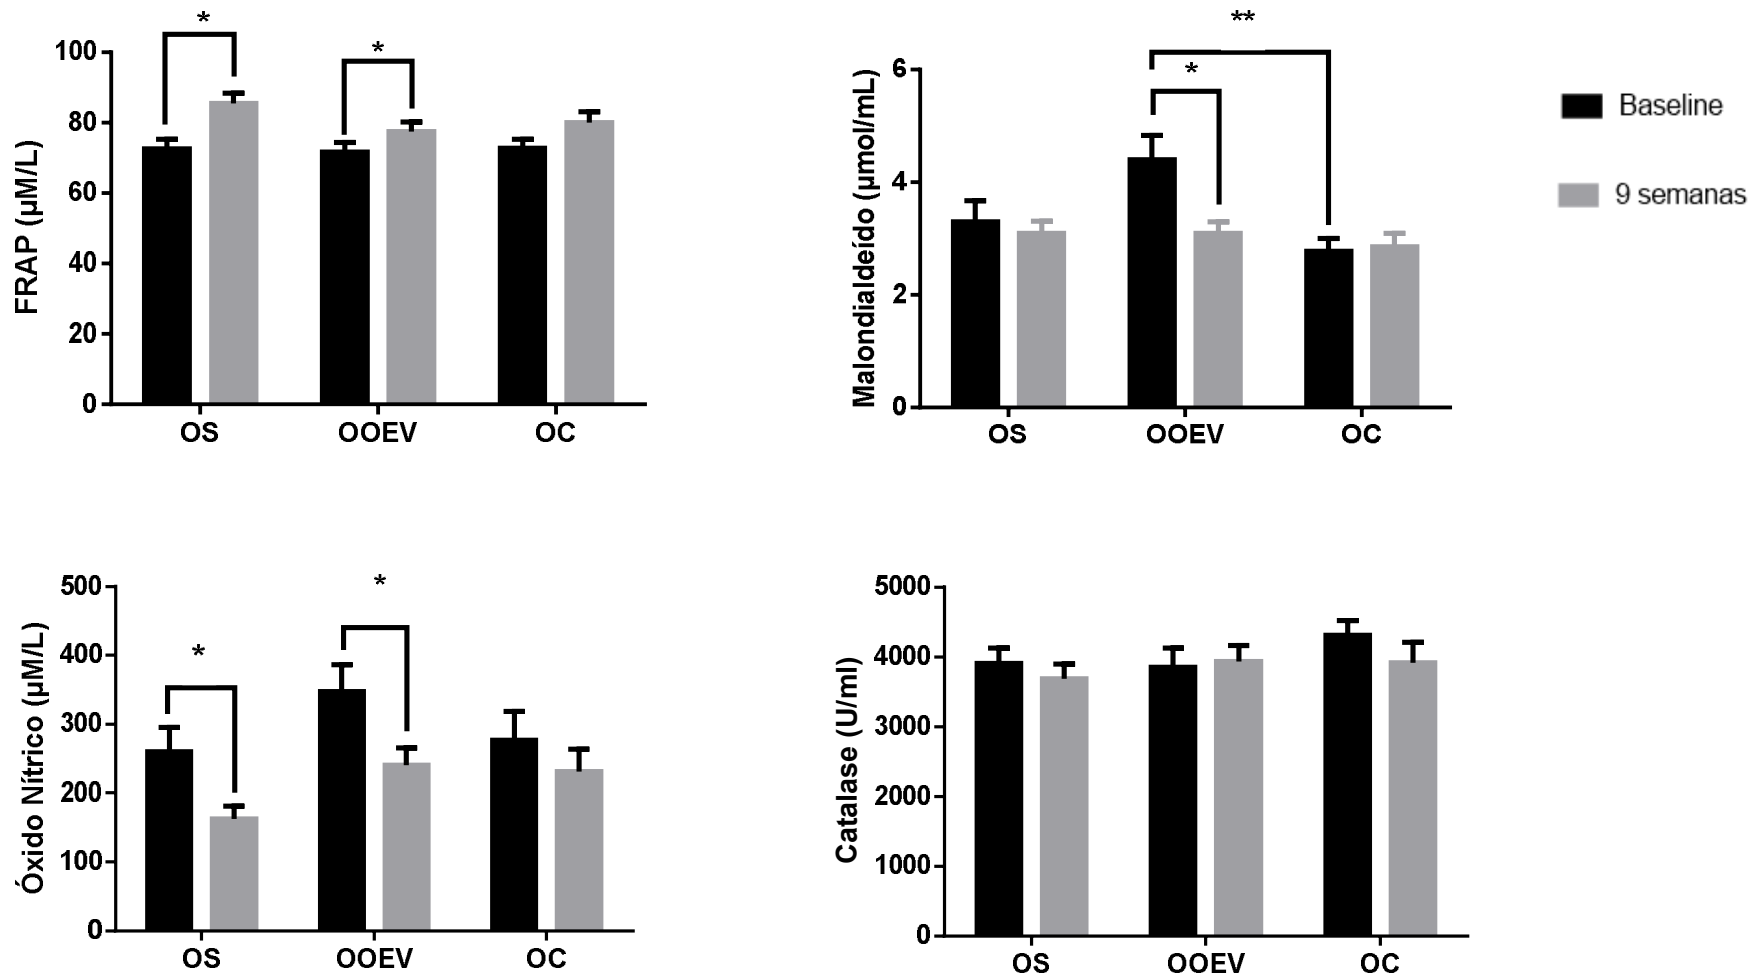 *
*
100
80
60
40
20
0
FRAP (µM/L)
OS
OOEV
OC
**
*
6
4
2
0
Malondialdeído (µmol/mL)
OS
OOEV
OC
Baseline
9 semanas
*
*
500
400
300
200
100
0
Óxido Nítrico (µM/L)
OS
OOEV
OC
5000
4000
3000
2000
1000
0
Catalase (U/ml)
OS
OOEV
OC